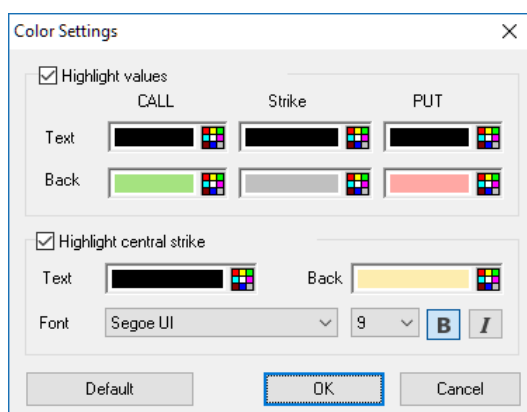 Color Settings
Highlight values
CALL Strike PUT
Text
Back
Highlight central strike
Text Back
Font Segoe UI 9 B I
Default OK Cancel